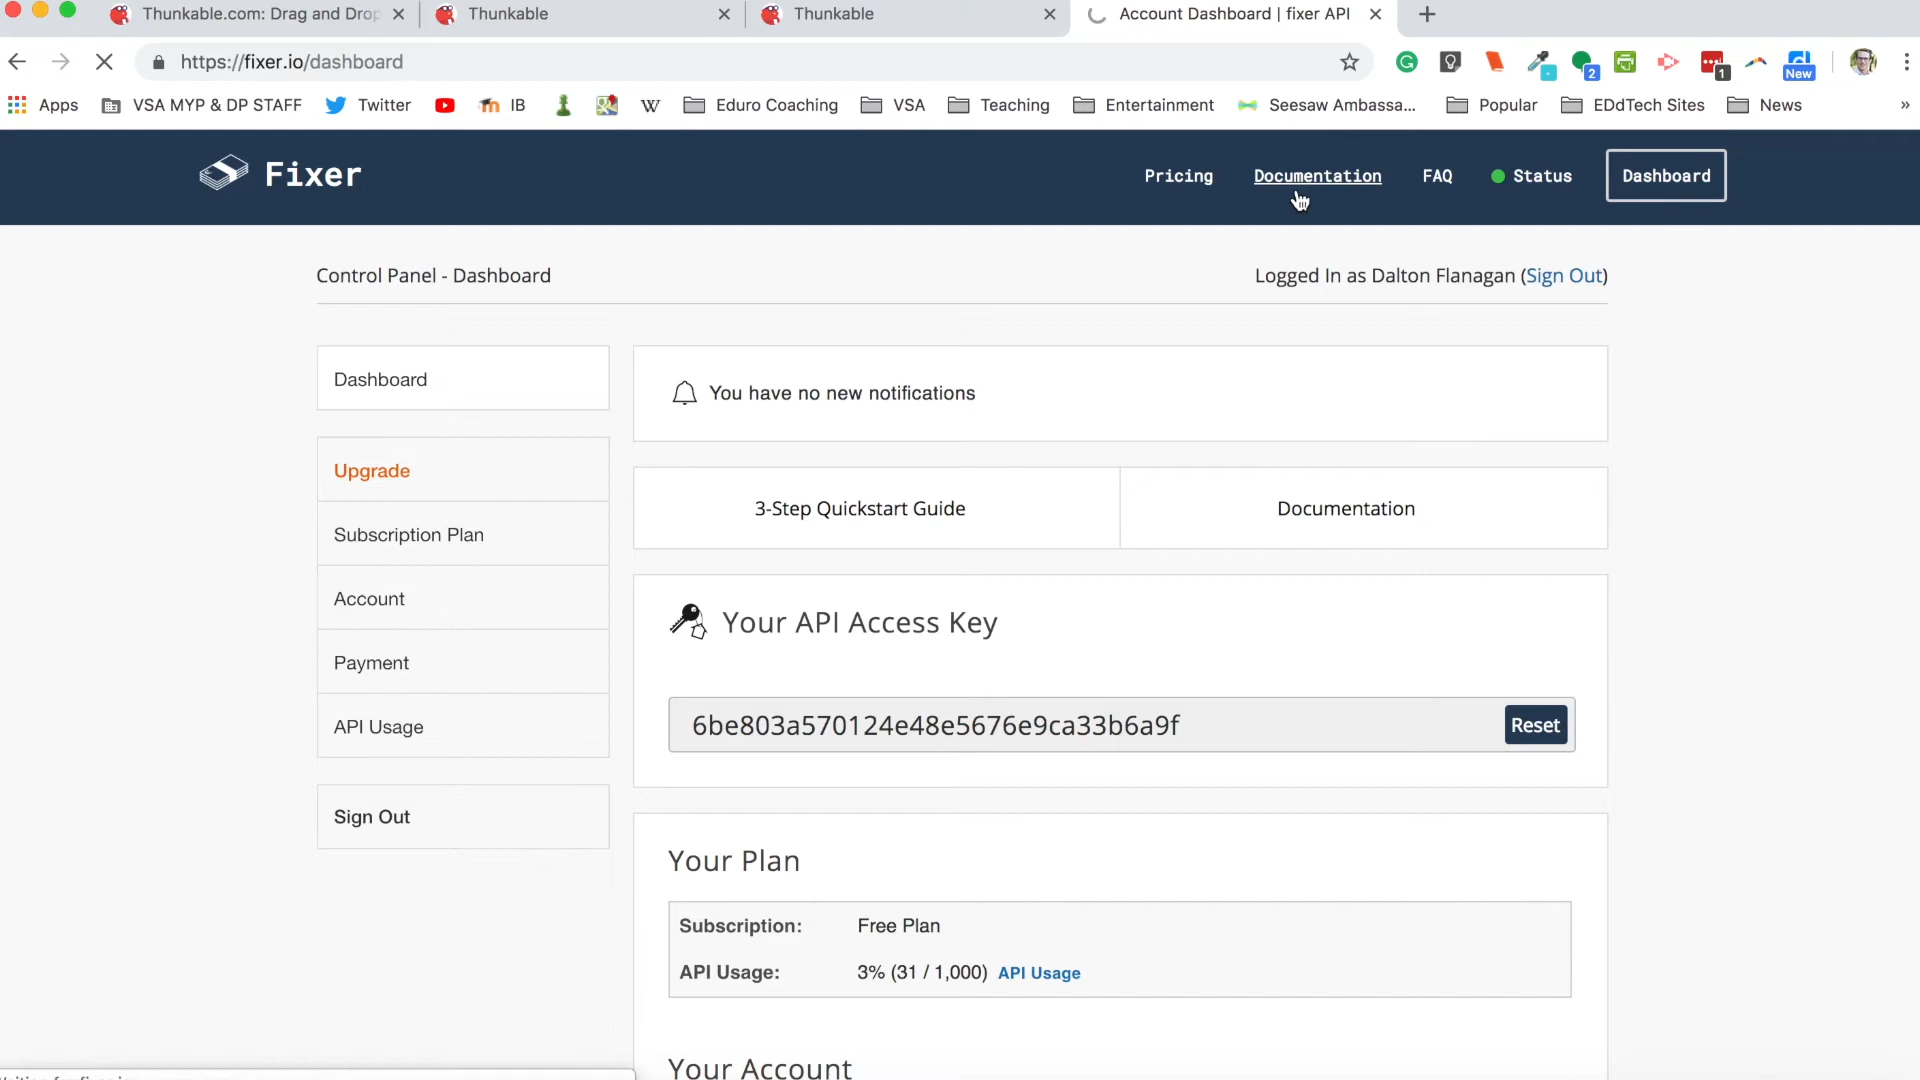 Thunkable.com: Drag and Drop
Thunkable
Thunkable
Account Dashboard | fixer API
https://fixer.io/dashboard
2
1
New
Apps
VSA MYP & DP STAFF
Twitter
IB
W
Eduro Coaching
VSA
Teaching
Entertainment
Seesaw Ambassa...
Popular
EDdTech Sites
News
»
Fixer
Pricing
Documentation
FAQ
Status
Dashboard
Control Panel - Dashboard
Logged In as Dalton Flanagan (Sign Out)
Dashboard
Upgrade
Subscription Plan
Account
Payment
API Usage
Sign Out
You have no new notifications
3-Step Quickstart Guide
Documentation
Your API Access Key
6be803a570124e48e5676e9ca33b6a9f
Reset
Your Plan
Subscription: Free Plan
API Usage: 3% (31 / 1,000) API Usage
Your Account